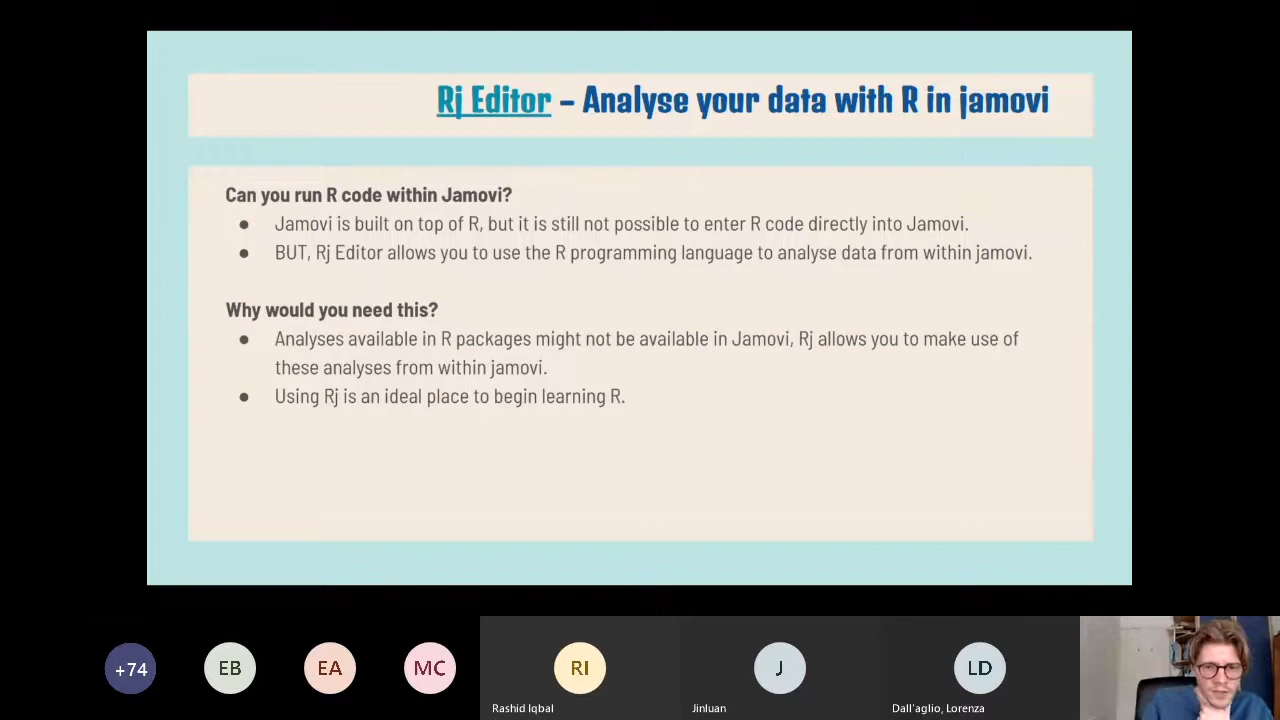 Rj Editor – Analyse your data with R in jamovi
Can you run R code within Jamovi?
● Jamovi is built on top of R, but it is still not possible to enter R code directly into Jamovi.
● BUT, Rj Editor allows you to use the R programming language to analyse data from within jamovi.
Why would you need this?
● Analyses available in R packages might not be available in Jamovi, Rj allows you to make use of
these analyses from within jamovi.
● Using Rj is an ideal place to begin learning R.
+74
EB
EA
MC
RI
J
LD
Rashid Iqbal
Jinluan
Dall'aglio, Lorenza